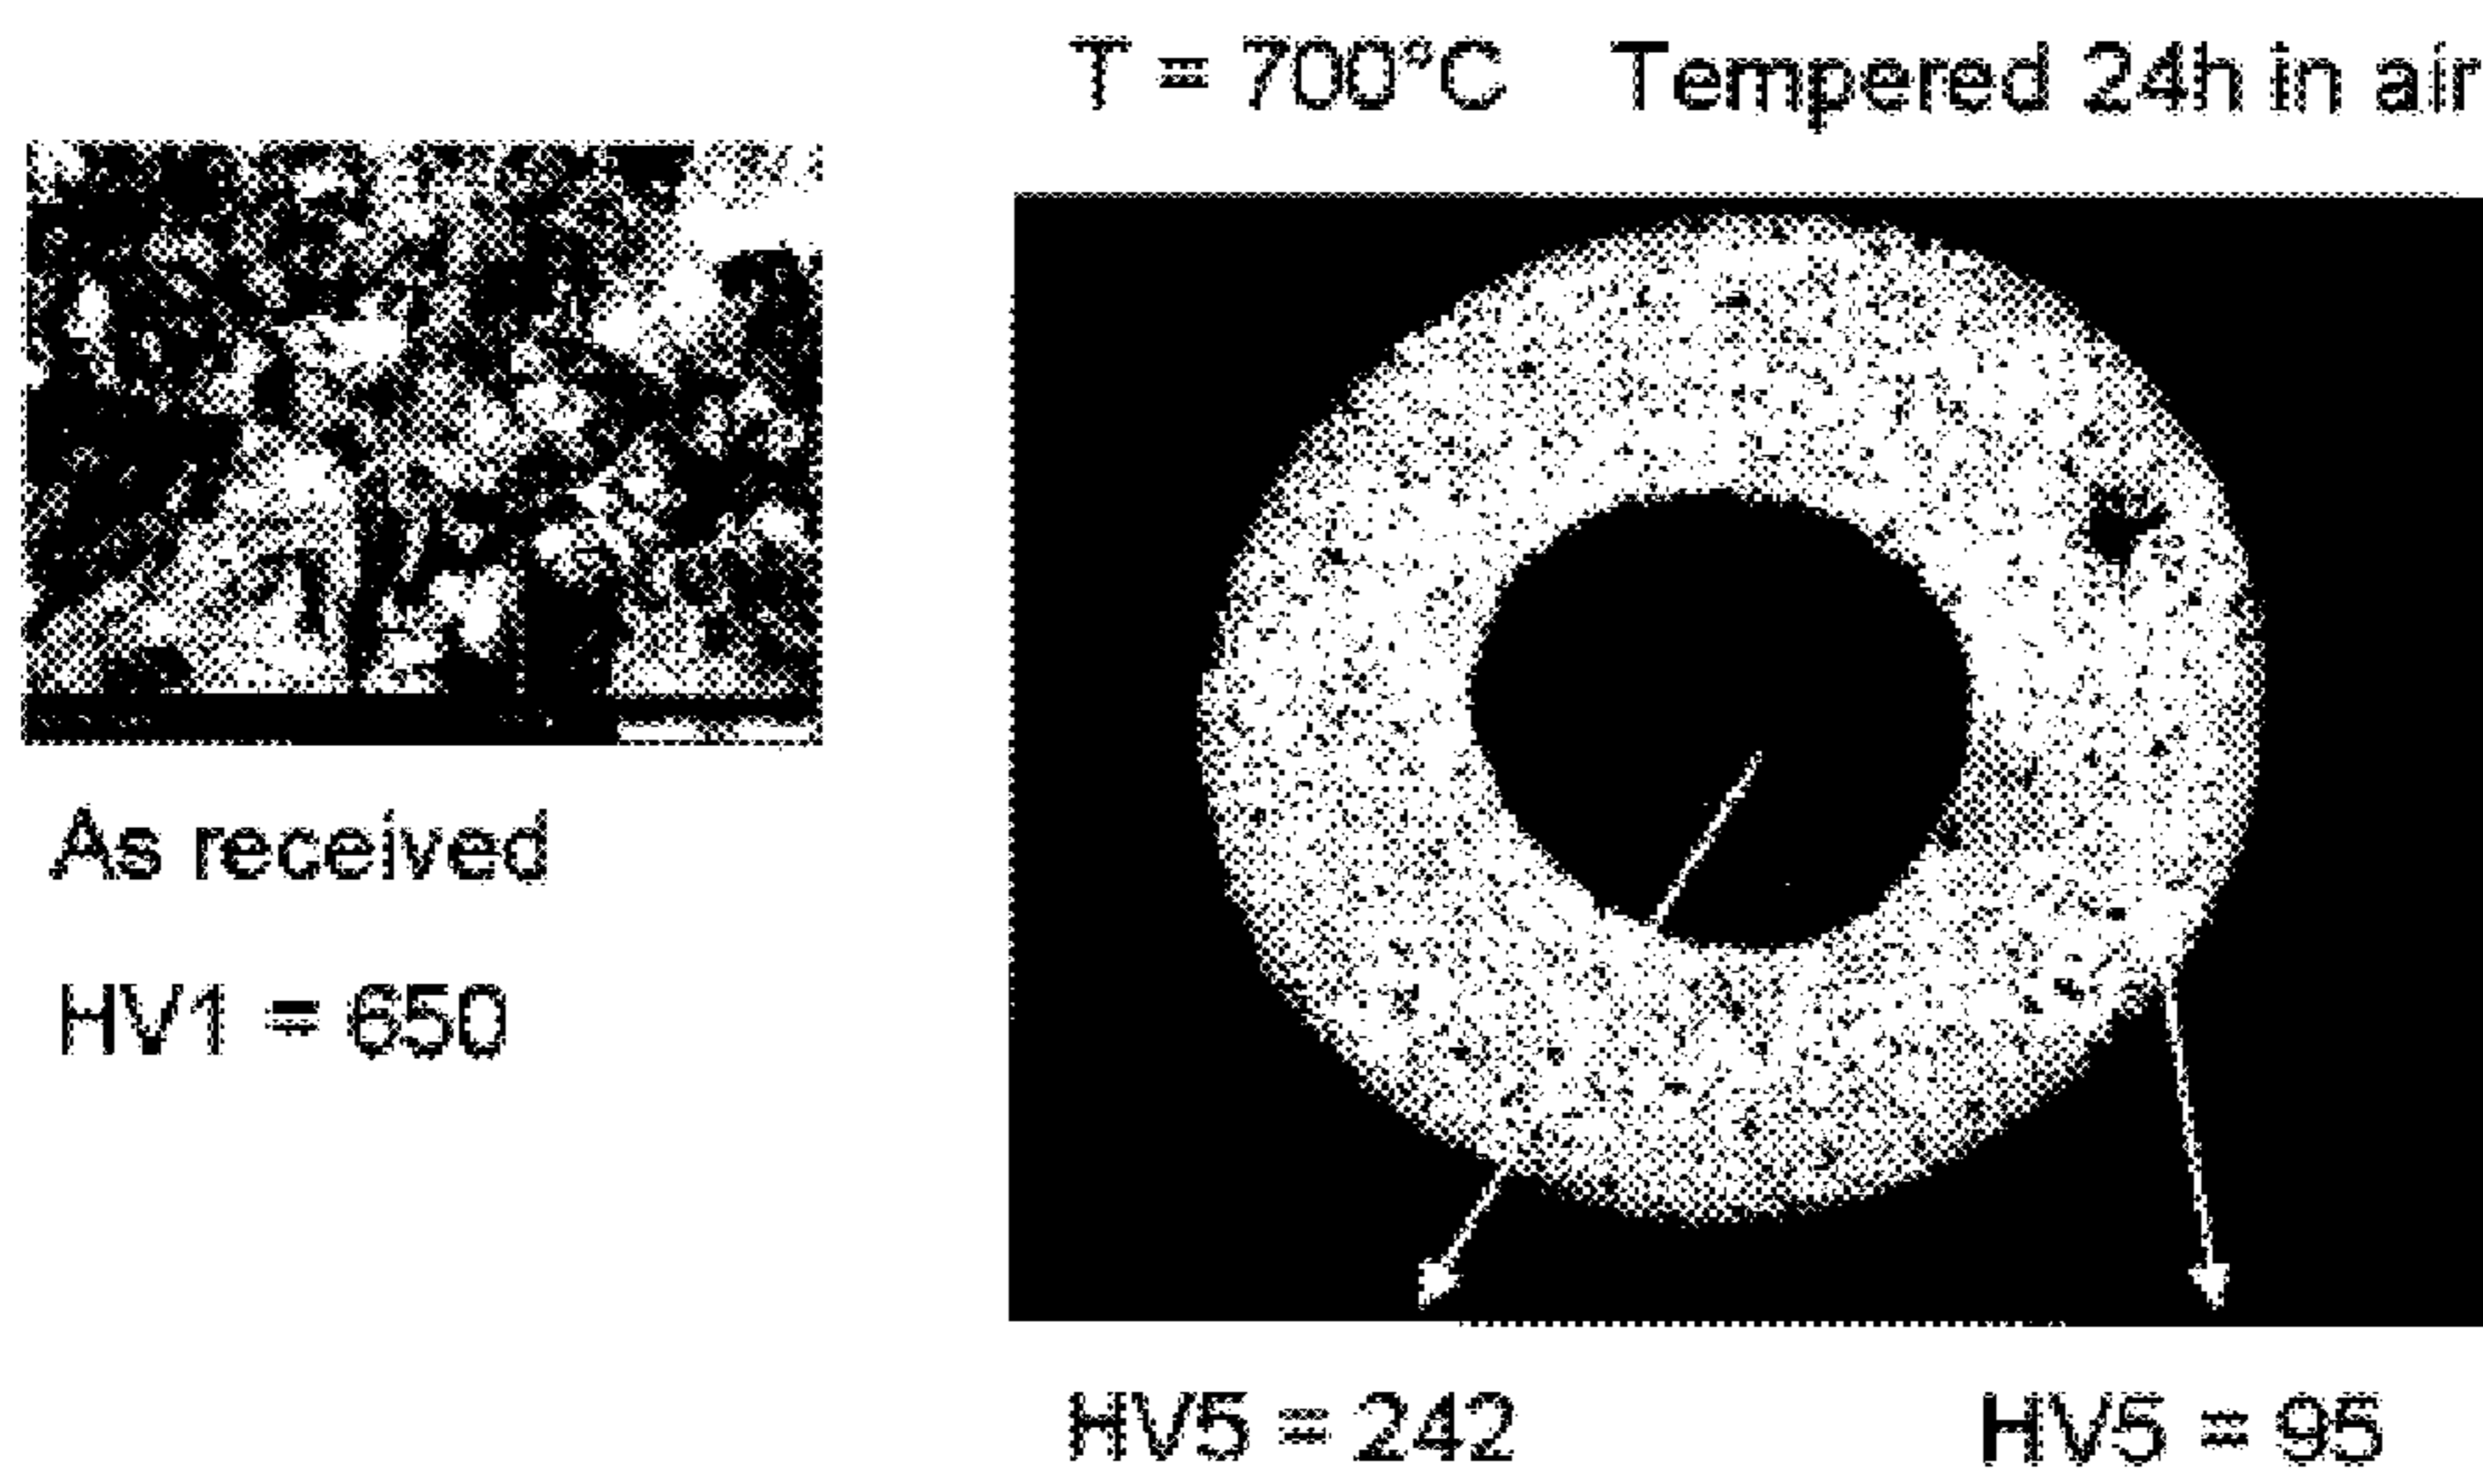 T = 700°C Tempered 24h in air
As received
HV1 = 650
HV5 = 242 HV5 = 95